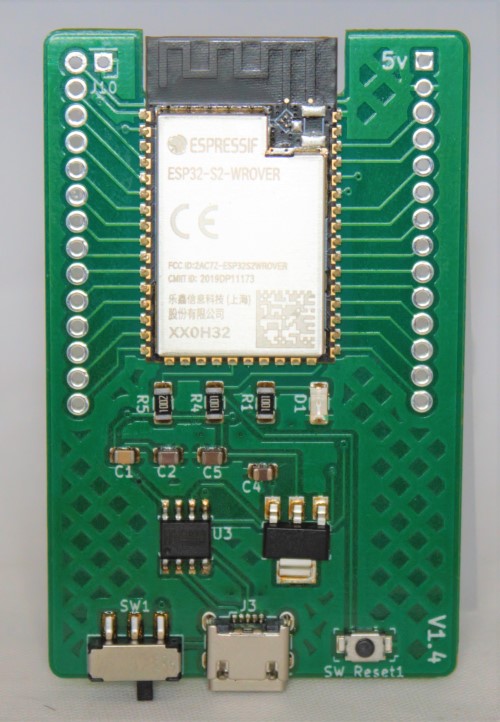 J10
5v
ESPRESSIF
ESP32-S2-WROVER
CE
FCC ID:2AC7Z-ESP32S2WROVER
CMIIT ID: 2019DP11173
乐鑫信息科技 (上海)
股份有限公司
XX0H32
R5
R4
R1
D1
C1
C2
C5
C4
U3
SW1
J3
V1.4
SW_Reset1